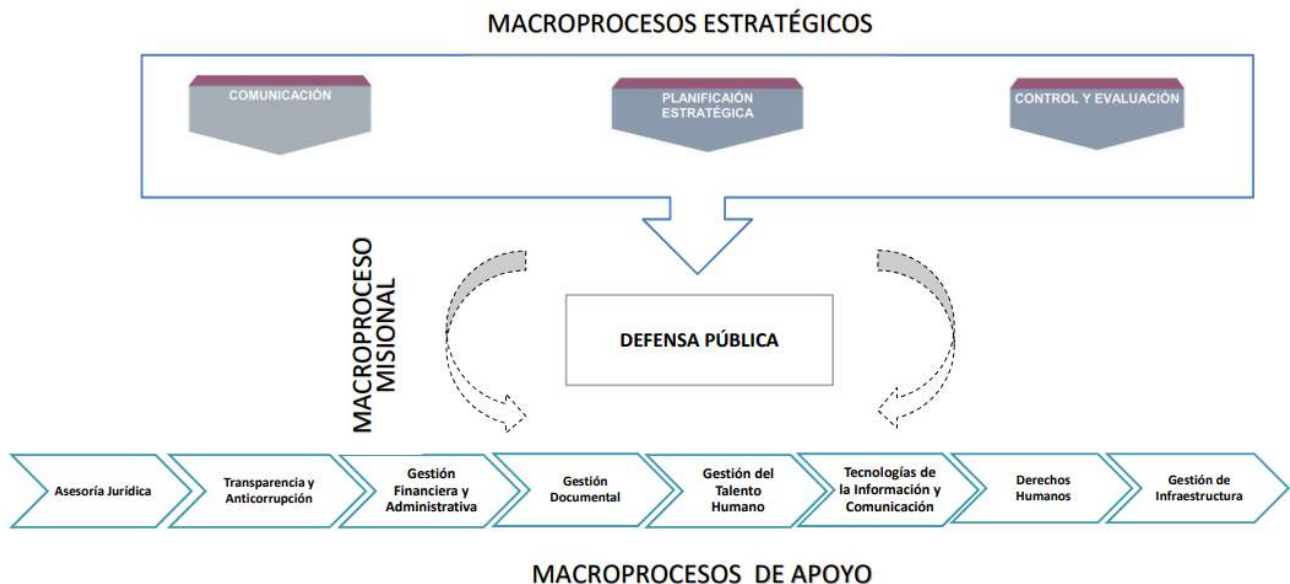 MACROPROCESOS ESTRATÉGICOS
COMUNICACIÓN
PLANIFICAIÓN
ESTRATÉGICA
CONTROL Y EVALUACIÓN
MACROPROCESO
MISIONAL
DEFENSA PÚBLICA
Asesoría Jurídica
Transparencia y
Anticorrupción
Gestión
Financiera y
Administrativa
Gestión
Documental
Gestión del
Talento
Humano
Tecnologías de
la Información y
Comunicación
Derechos
Humanos
Gestión de
Infraestructura
MACROPROCESOS DE APOYO